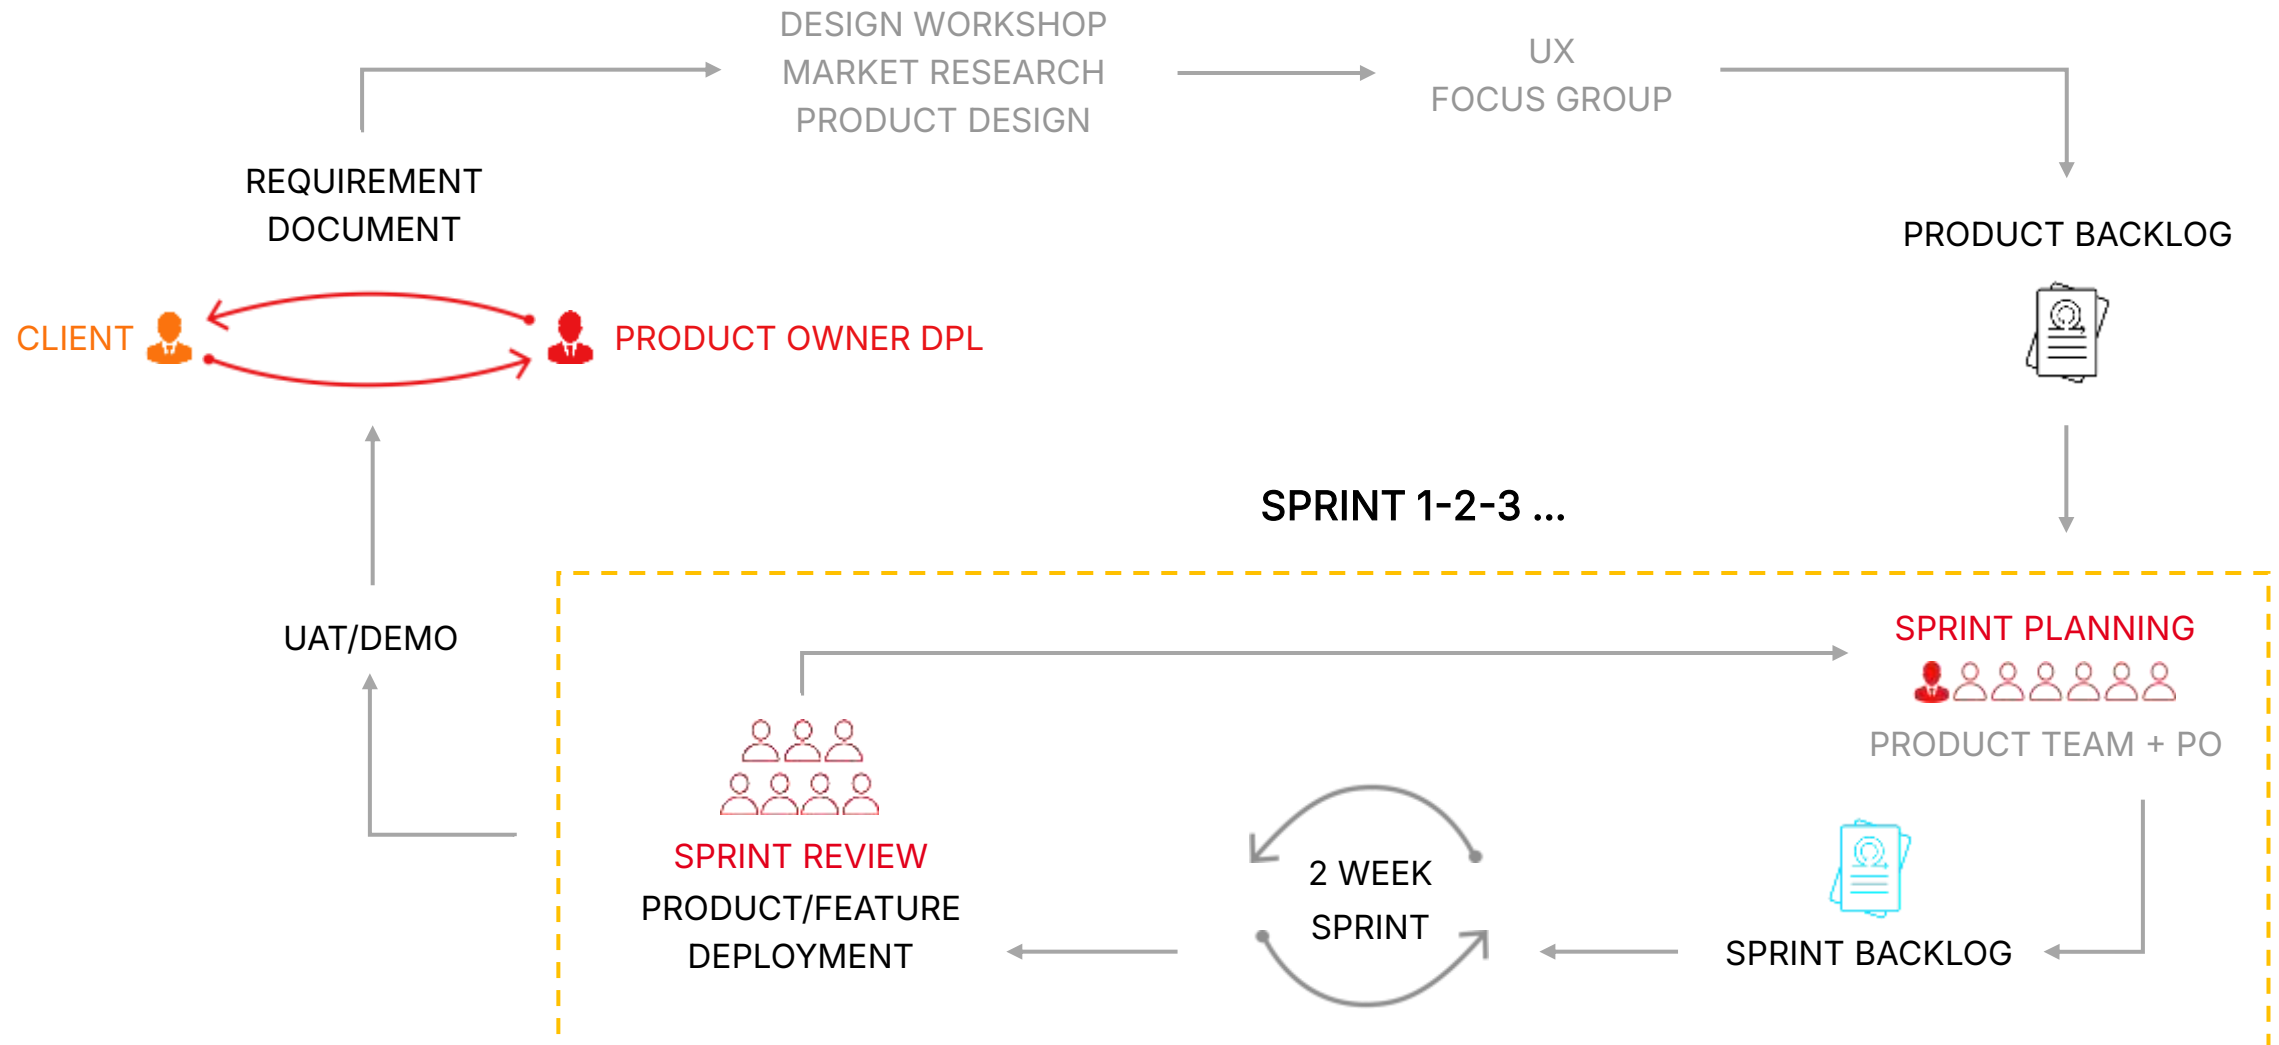 DESIGN WORKSHOP
MARKET RESEARCH
PRODUCT DESIGN
UX
FOCUS GROUP
REQUIREMENT
DOCUMENT
PRODUCT BACKLOG
CLIENT
PRODUCT OWNER DPL
SPRINT 1-2-3 ...
UAT/DEMO
SPRINT PLANNING
PRODUCT TEAM + PO
SPRINT REVIEW
PRODUCT/FEATURE
DEPLOYMENT
2 WEEK
SPRINT
SPRINT BACKLOG